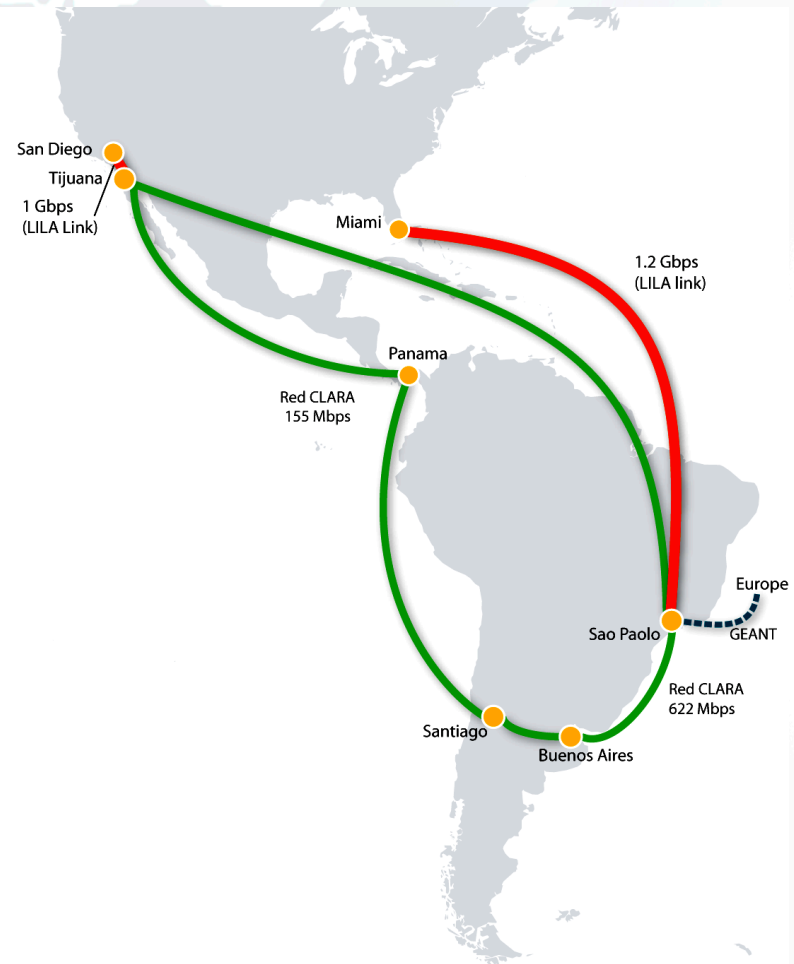 San Diego
Tijuana
1 Gbps
(LILA Link)
Miami
1.2 Gbps
(LILA link)
Panama
Red CLARA
155 Mbps
Europe
Sao Paolo
GEANT
Red CLARA
622 Mbps
Santiago
Buenos Aires